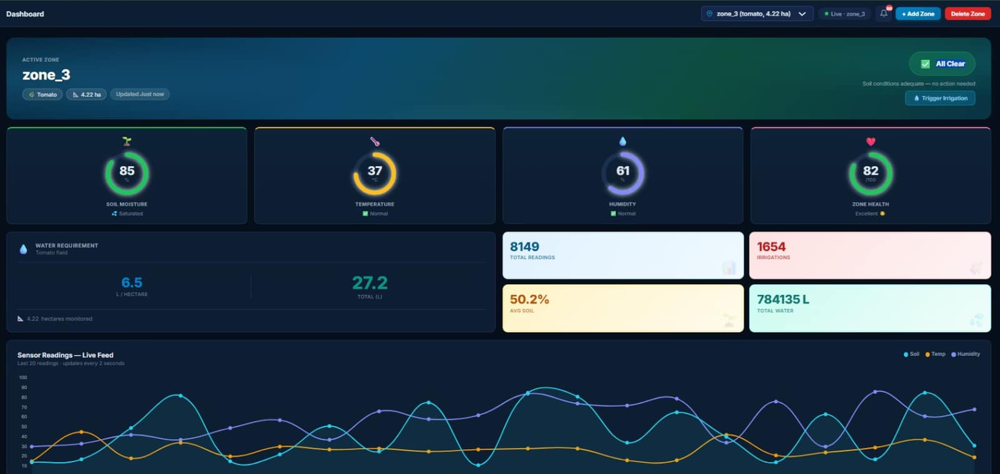 Dashboard
zone_3 (tomato, 4.22 ha)
Live · zone_3
+ Add Zone
Delete Zone
ACTIVE ZONE
zone_3
Tomato
4.22 ha
Updated Just now
All Clear
Soil conditions adequate — no action needed
Trigger Irrigation
85
%
SOIL MOISTURE
Saturated
37
°C
TEMPERATURE
Normal
61
%
HUMIDITY
Normal
82
/100
ZONE HEALTH
Excellent
WATER REQUIREMENT
Tomato field
6.5
L / HECTARE
27.2
TOTAL (L)
4.22 hectares monitored
8149
TOTAL READINGS
1654
IRRIGATIONS
50.2%
AVG SOIL
784135 L
TOTAL WATER
Sensor Readings — Live Feed
Last 20 readings · updates every 2 seconds
Soil
Temp
Humidity
100
90
80
70
60
50
40
30
20
10